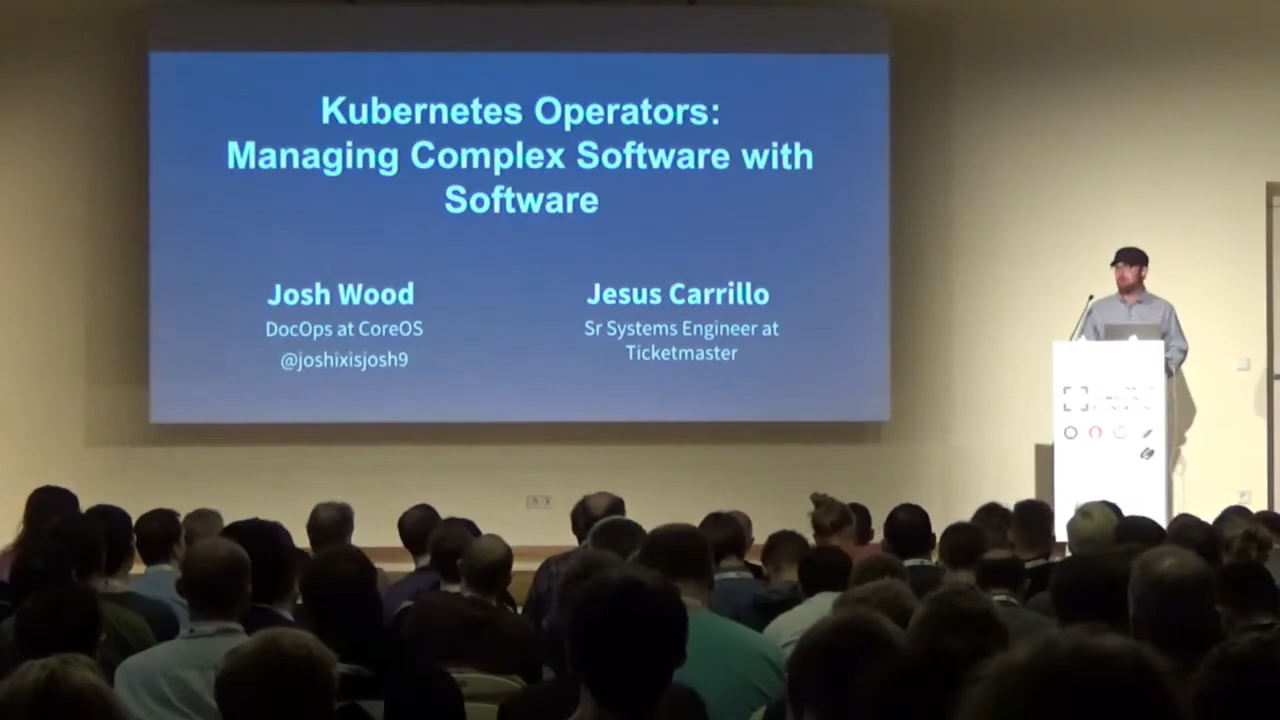 Kubernetes Operators:
Managing Complex Software with
Software
Josh Wood
DocOps at CoreOS
@joshixisjosh9
Jesus Carrillo
Sr Systems Engineer at
Ticketmaster